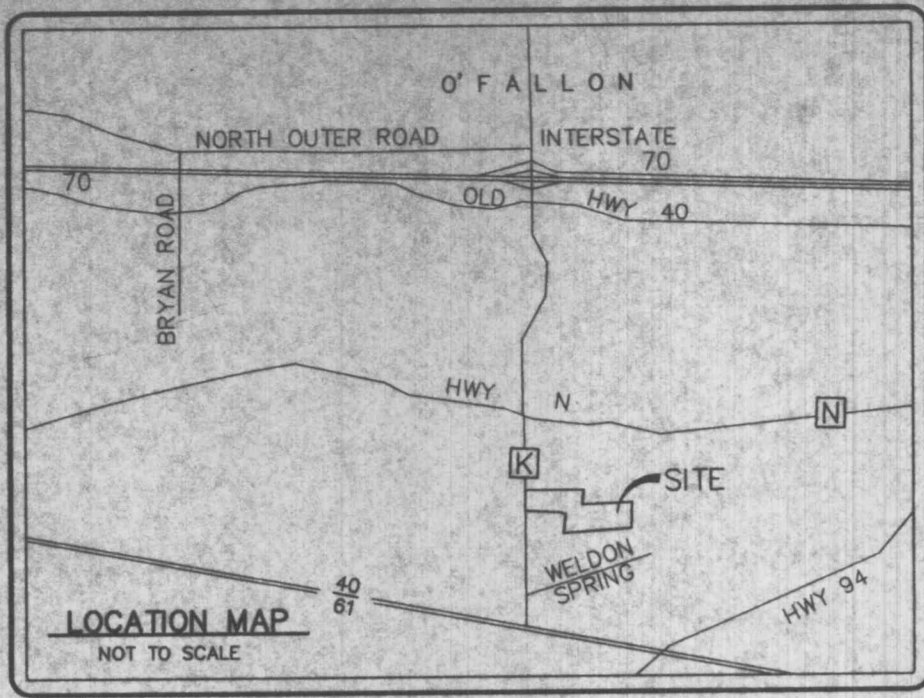 O'FALLON
NORTH OUTER ROAD
INTERSTATE
70
70
OLD
HWY
40
BRYAN ROAD
HWY
N
N
K
SITE
WELDON
SPRING
40
61
HWY 94
LOCATION MAP
NOT TO SCALE